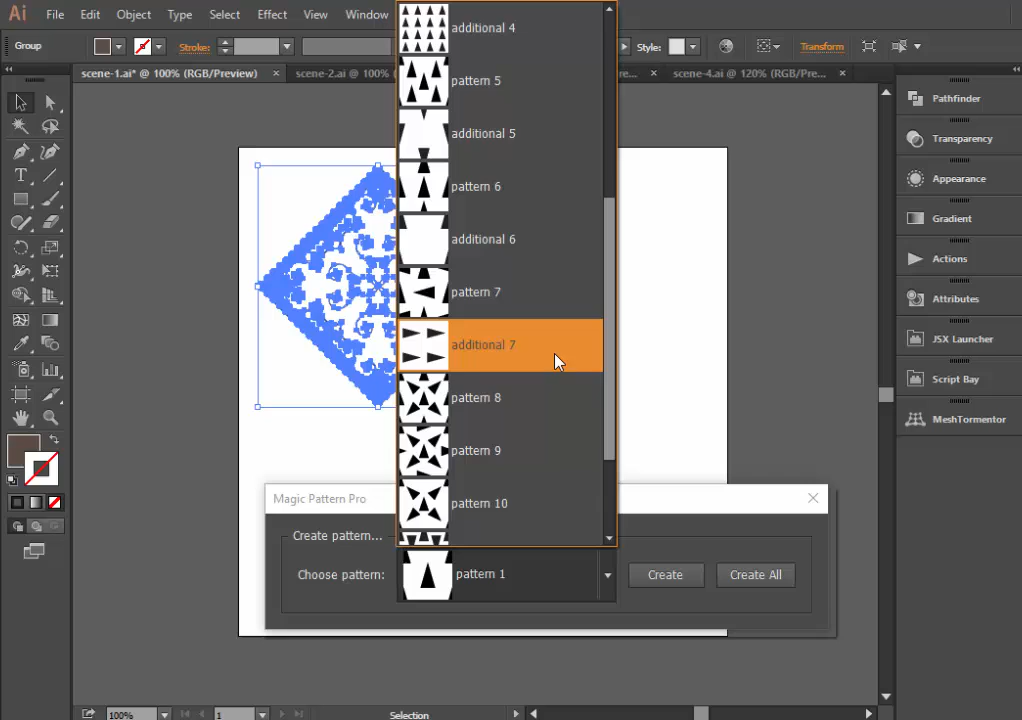 Ai File Edit Object Type Select Effect View Window
Group Stroke: Style: Transform
scene-1.ai* @ 100% (RGB/Preview) × scene-2.ai @ 100% re... × scene-4.ai @ 120% (RGB/Pre... ×
additional 4
pattern 5
additional 5
pattern 6
additional 6
pattern 7
additional 7
pattern 8
pattern 9
pattern 10
Pathfinder
Transparency
Appearance
Gradient
Actions
Attributes
JSX Launcher
Script Bay
MeshTormentor
Magic Pattern Pro
Create pattern...
Choose pattern: pattern 1 Create Create All
100% 1 Selection